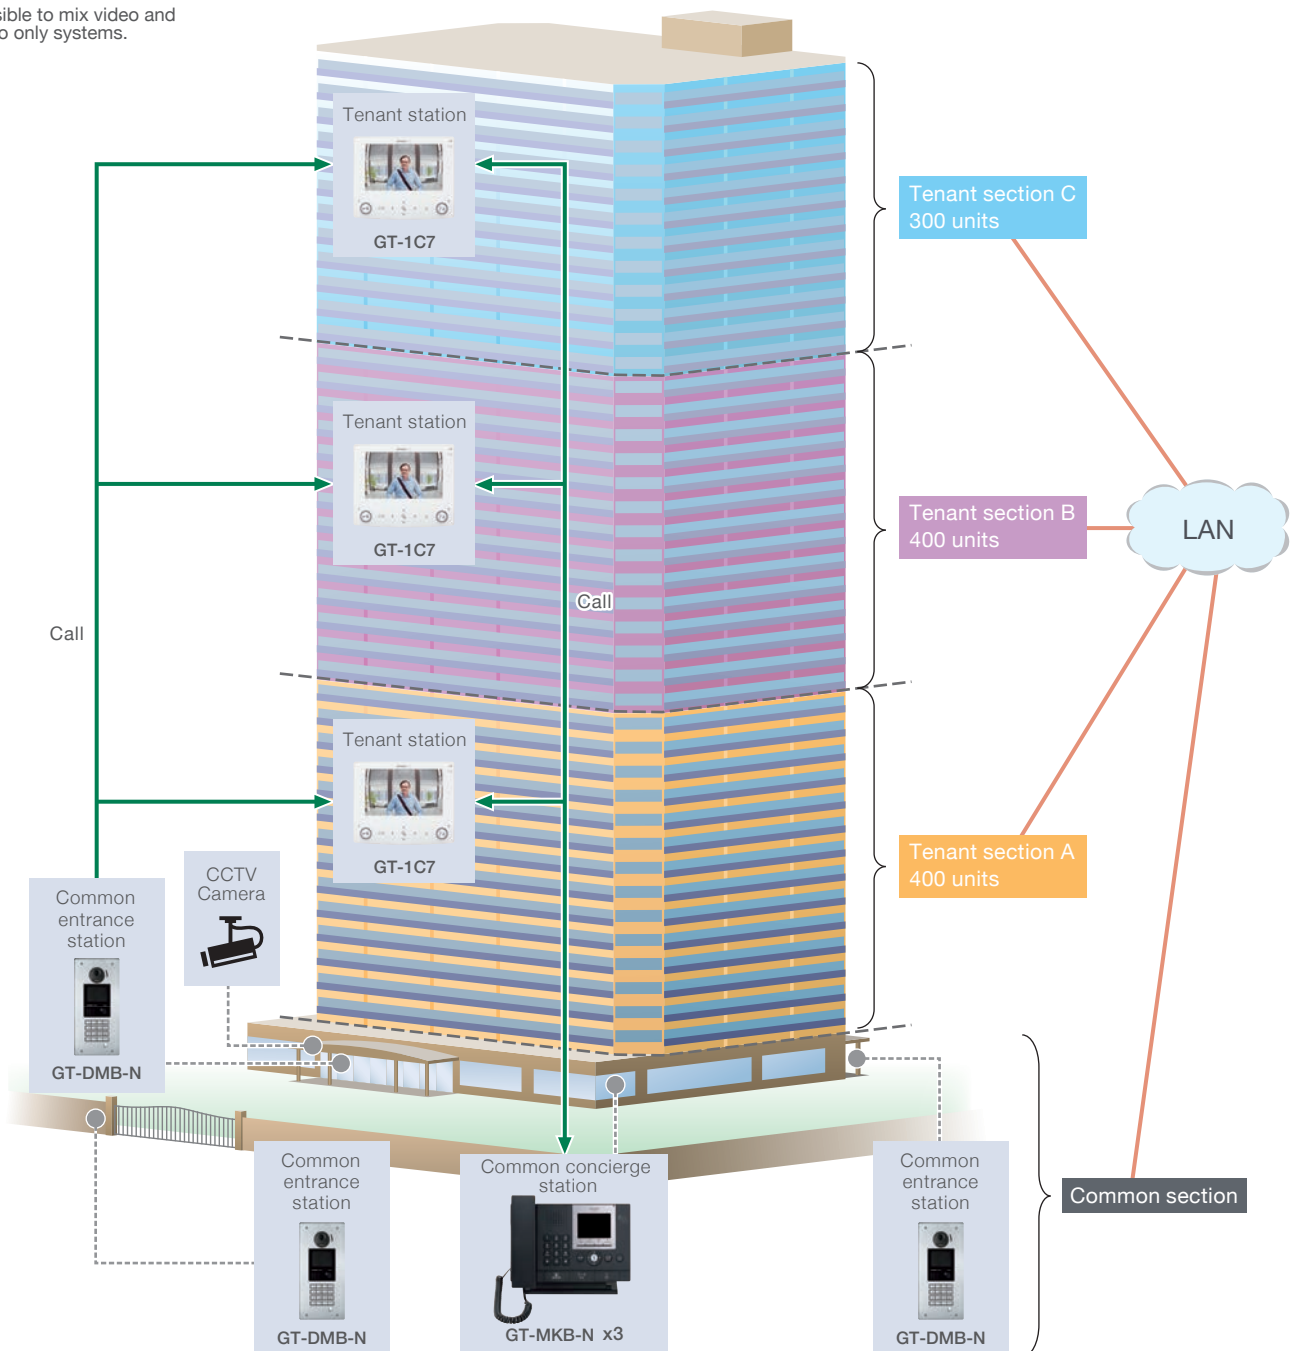 to mix video and
only systems.
Tenant station
GT-1C7
Tenant section C
300 units
Tenant station
GT-1C7
Tenant section B
400 units
LAN
Call
Call
Tenant station
GT-1C7
Tenant section A
400 units
CCTV
Camera
Common
entrance
station
GT-DMB-N
Common
entrance
station
GT-DMB-N
Common concierge
station
GT-MKB-N x3
Common
entrance
station
GT-DMB-N
Common section